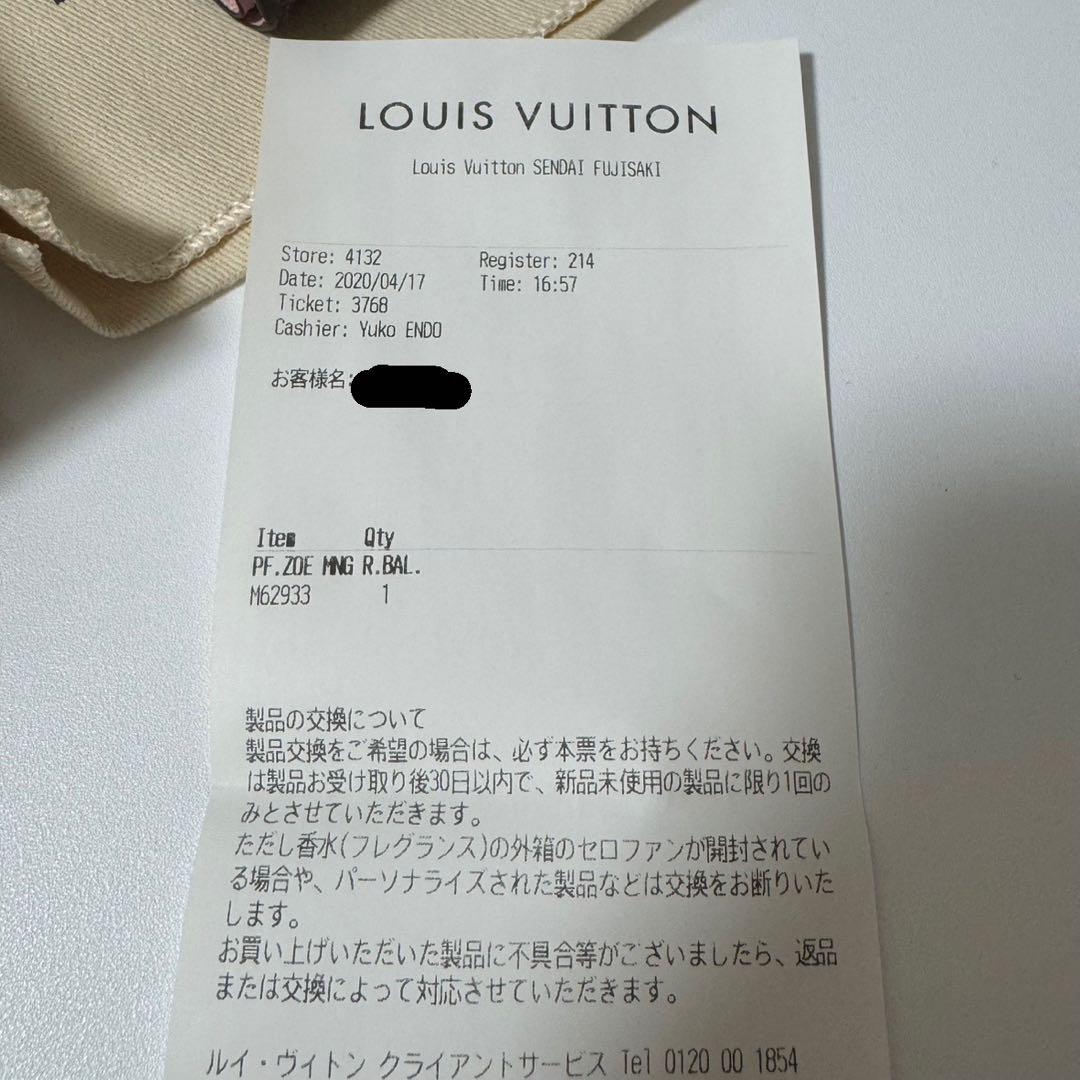 LOUIS VUITTON
Louis Vuitton SENDAI FUJISAKI
Store: 4132 Register: 214
Date: 2020/04/17 Time: 16:57
Ticket: 3768
Cashier: Yuko ENDO
お客様名:
Item Qty
PF.ZOE MNG R.BAL.
M62933 1
製品の交換について
製品交換をご希望の場合は、必ず本票をお持ちください。交換
は製品お受け取り後30日以内で、新品未使用の製品に限り1回の
みとさせていただきます。
ただし香水(フレグランス)の外箱のセロファンが開封されてい
る場合や、パーソナライズされた製品などは交換をお断りいた
します。
お買い上げいただいた製品に不具合等がございましたら、返品
または交換によって対応させていただきます。
ルイ・ヴィトン クライアントサービス Tel 0120 00 1854